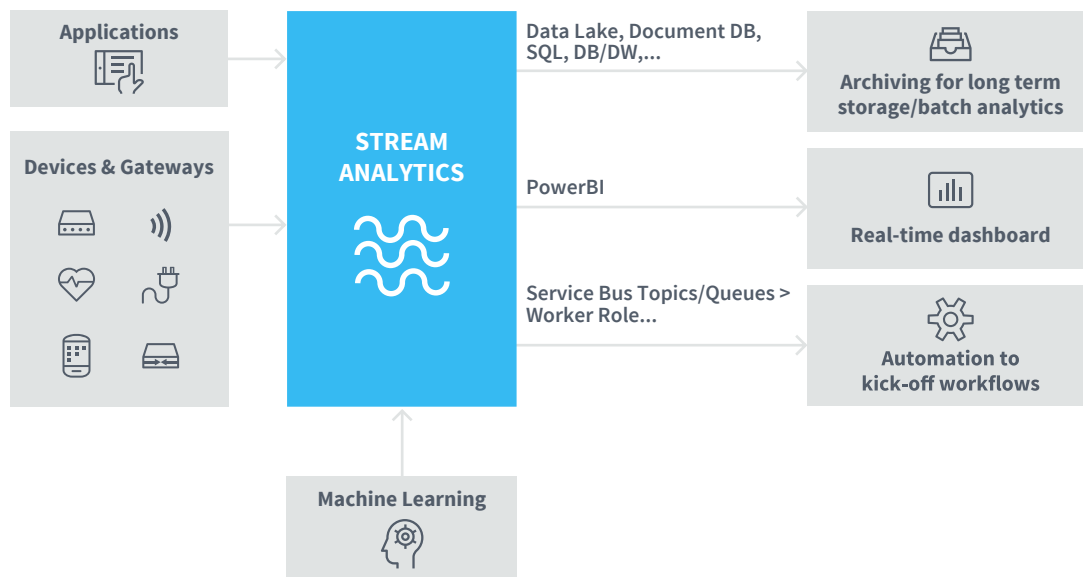 Applications
Devices & Gateways
STREAM
ANALYTICS
Machine Learning
Data Lake, Document DB,
SQL, DB/DW,...
PowerBI
Service Bus Topics/Queues >
Worker Role...
Archiving for long term
storage/batch analytics
Real-time dashboard
Automation to
kick-off workflows